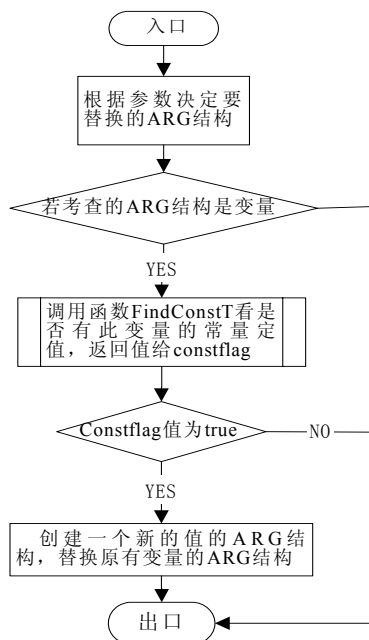 入口
根据参数决定要
替换的ARG结构
若考查的ARG结构是变量
YES
调用函数FindConstT看是
否有此变量的常量定
值，返回值给constflag
Constflag值为true
NO
YES
创建一个新的值的ARG结
构，替换原有变量的ARG结构
出口